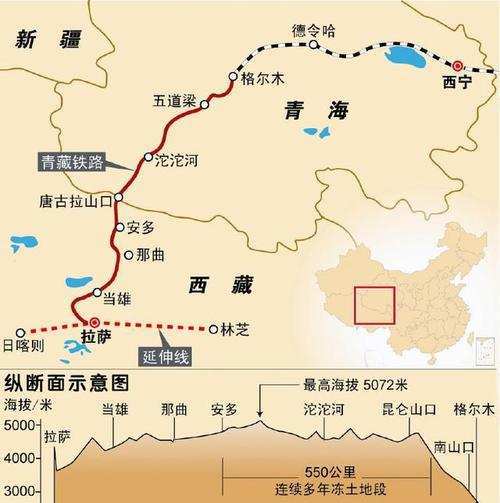 新疆
德令哈
西宁
格尔木
五道梁
青海
青藏铁路
沱沱河
唐古拉山口
安多
那曲
西藏
当雄
日喀则
拉萨
林芝
延伸线
纵断面示意图
海拔/米
最高海拔 5072米
拉萨
当雄
那曲
安多
沱沱河
昆仑山口
格尔木
南山口
5000
4000
3000
550公里
连续多年冻土地段